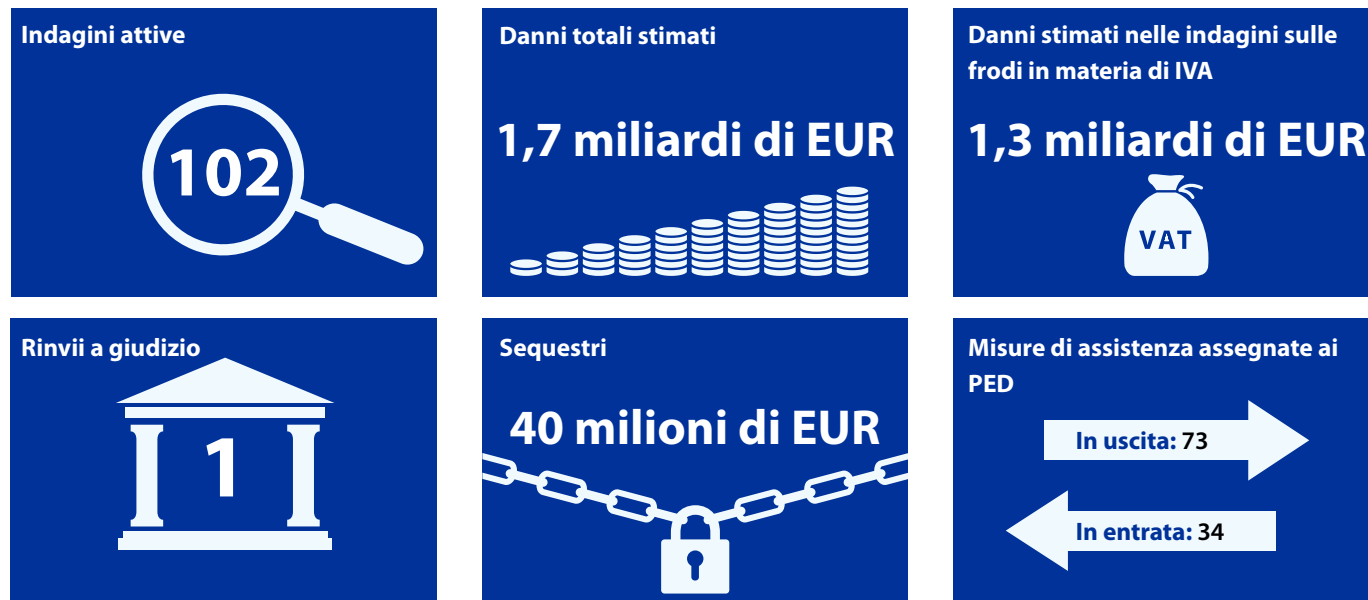 Indagini attive
102
Danni totali stimati
1,7 miliardi di EUR
Danni stimati nelle indagini sulle
frodi in materia di IVA
1,3 miliardi di EUR
VAT
Rinvii a giudizio
1
Sequestri
40 milioni di EUR
Misure di assistenza assegnate ai
PED
In uscita: 73
In entrata: 34